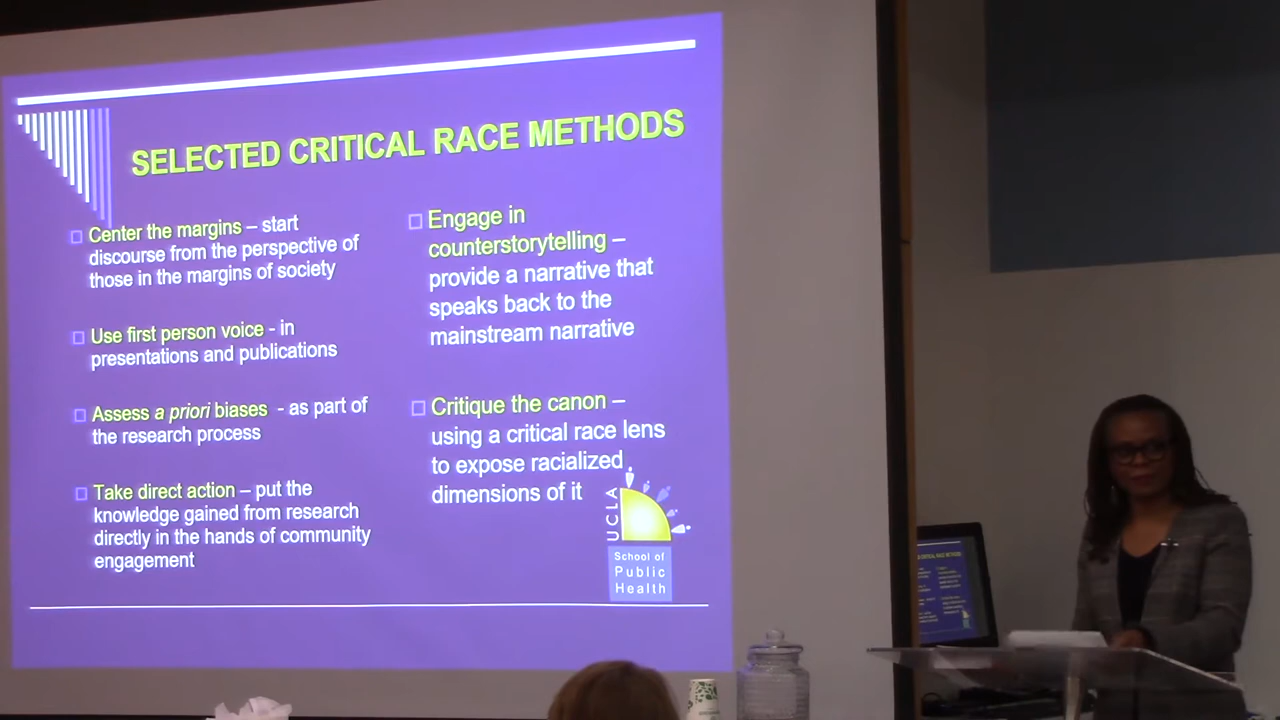 SELECTED CRITICAL RACE METHODS
Center the margins – start
discourse from the perspective of
those in the margins of society
Use first person voice - in
presentations and publications
Assess a priori biases - as part of
the research process
Take direct action – put the
knowledge gained from research
directly in the hands of community
engagement
Engage in
counterstorytelling –
provide a narrative that
speaks back to the
mainstream narrative
Critique the canon –
using a critical race lens
to expose racialized
dimensions of it
UCLA
School of
Public
Health